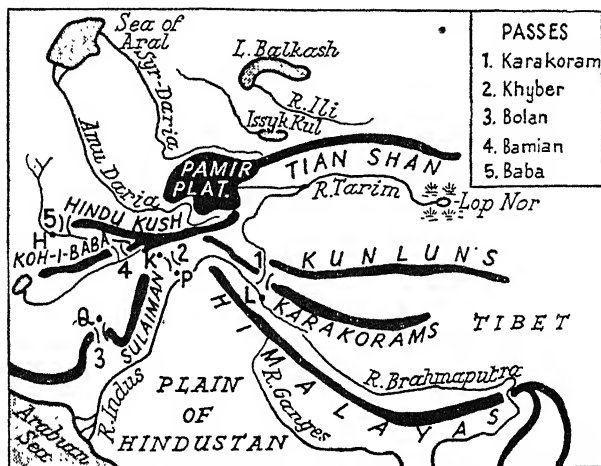 Sea of
Aral
Syr-Daria
L. Balkash
R. Ili
Issyk Kul
PASSES
1. Karakoram
2. Khyber
3. Bolan
4. Bamian
5. Baba
Amu Daria
PAMIR
PLAT.
TIAN SHAN
R. Tarim
Lop Nor
HINDU KUSH
5
H
KOH-I-BABA
4
K
2
P
1
KUNLUN'S
L
KARAKORAMS
TIBET
Q
3
SULAIMAN
HIMALAYAS
R. Indus
PLAIN
OF
HINDUSTAN
R. Ganges
R. Brahmaputra
Arabian
Sea